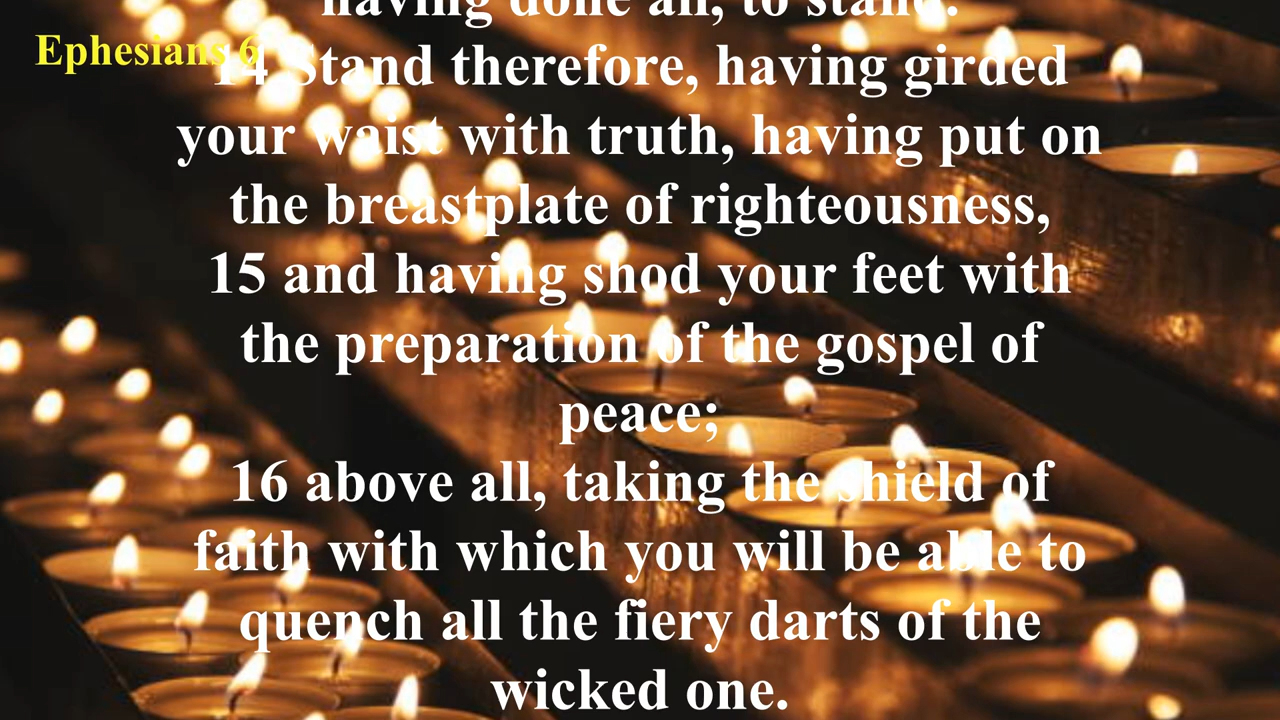 having done all, to stand.
Ephesians 6
14 Stand therefore, having girded
your waist with truth, having put on
the breastplate of righteousness,
15 and having shod your feet with
the preparation of the gospel of
peace;
16 above all, taking the shield of
faith with which you will be able to
quench all the fiery darts of the
wicked one.